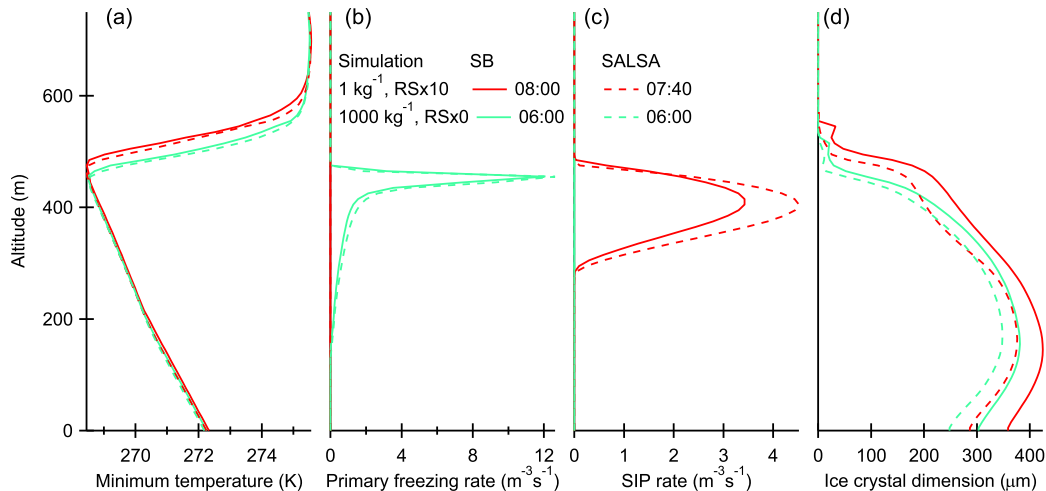 (a) (b) (c) (d)
Simulation SB SALSA
1 kg⁻¹, RSx10 08:00 07:40
1000 kg⁻¹, RSx0 06:00 06:00
600
400
200
0
Altitude (m)
270 272 274 0 4 8 12 0 1 2 3 4 0 100 200 300 400
Minimum temperature (K) Primary freezing rate (m⁻³s⁻¹) SIP rate (m⁻³s⁻¹) Ice crystal dimension (μm)